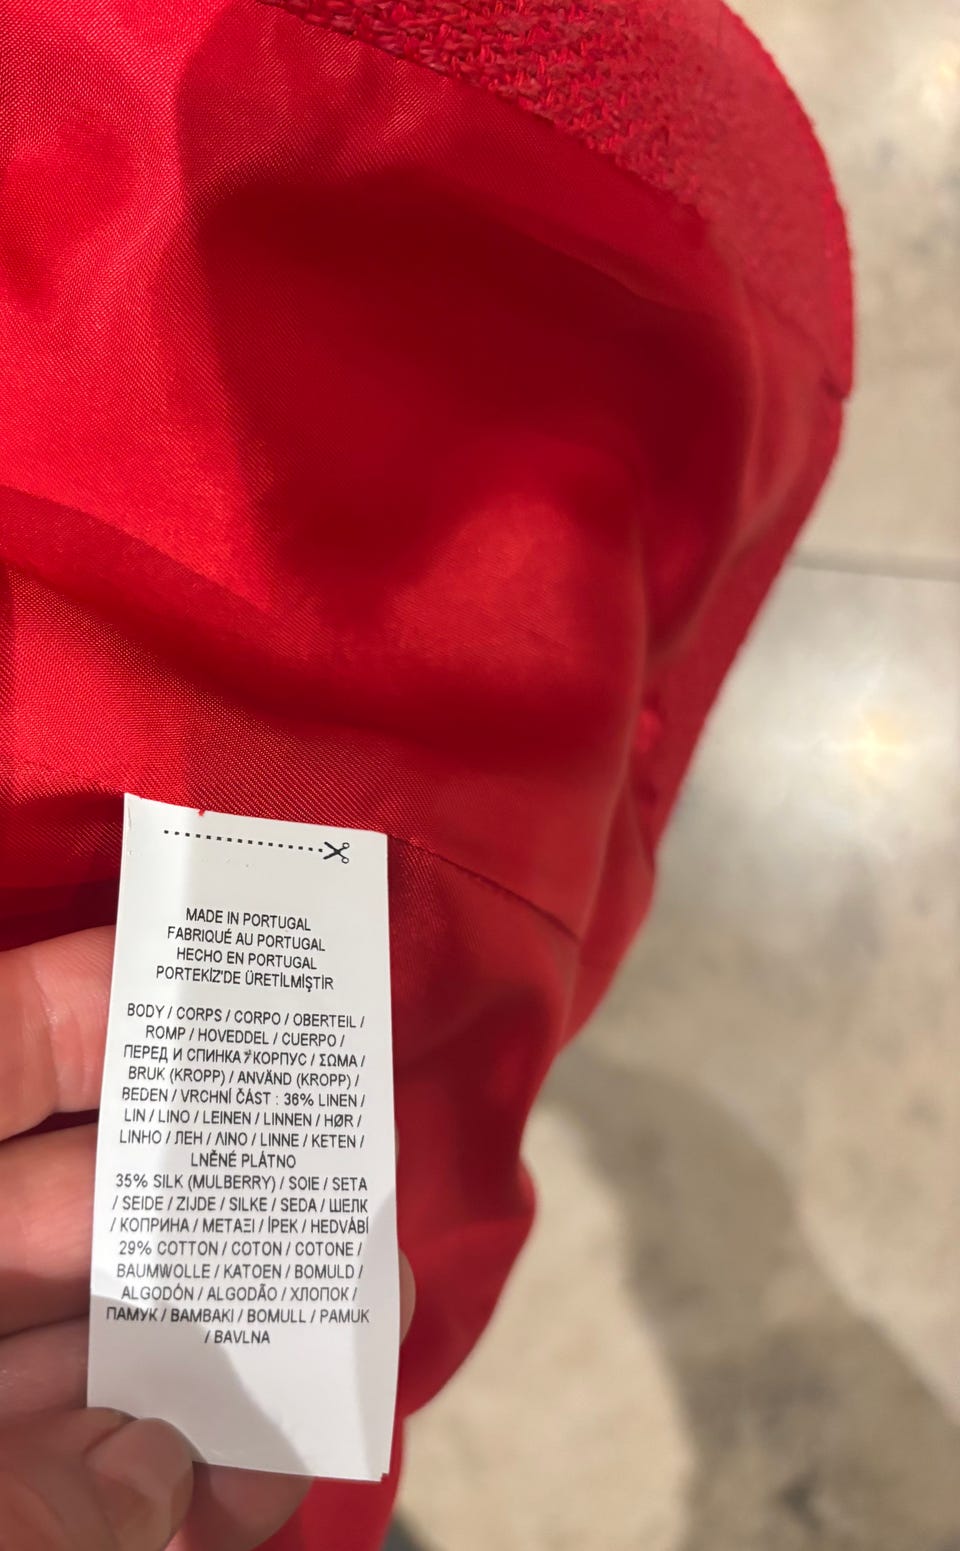 MADE IN PORTUGAL
FABRIQUÉ AU PORTUGAL
HECHO EN PORTUGAL
PORTEKİZ'DE ÜRETİLMİŞTİR
BODY / CORPS / CORPO / OBERTEIL /
ROMP / HOVEDDEL / CUERPO /
ПЕРЕД И СПИНКА / КОРПУС / ΣΩΜΑ /
BRUK (KROPP) / ANVÄND (KROPP) /
BEDEN / VRCHNÍ ČÁST : 36% LINEN /
LIN / LINO / LEINEN / LINNEN / HØR /
LINHO / ЛЕН / ΛΙΝΟ / LINNE / KETEN /
LNĚNÉ PLÁTNO
35% SILK (MULBERRY) / SOIE / SETA
/ SEIDE / ZIJDE / SILKE / SEDA / ШЕЛК
/ КОПРИНА / ΜΕΤΑΞΙ / İPEK / HEDVÁBÍ
29% COTTON / COTON / COTONE /
BAUMWOLLE / KATOEN / BOMULD /
ALGODÓN / ALGODÃO / ХЛОПОК /
ПАМУК / ΒΑΜΒΑΚΙ / BOMULL / PAMUK
/ BAVLNA